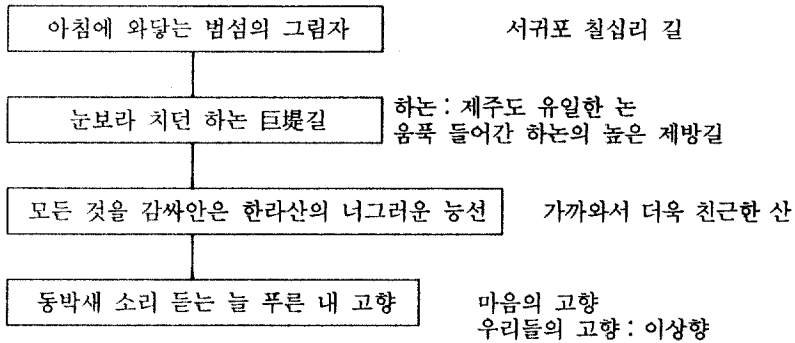 아침에 와닿는 범섬의 그림자 서귀포 칠십리 길
눈보라 치던 하논 巨堤길 하논 : 제주도 유일한 논
움푹 들어간 하논의 높은 제방길
모든 것을 감싸안은 한라산의 너그러운 능선 가까와서 더욱 친근한 산
동박새 소리 듣는 늘 푸른 내 고향 마음의 고향
우리들의 고향 : 이상향